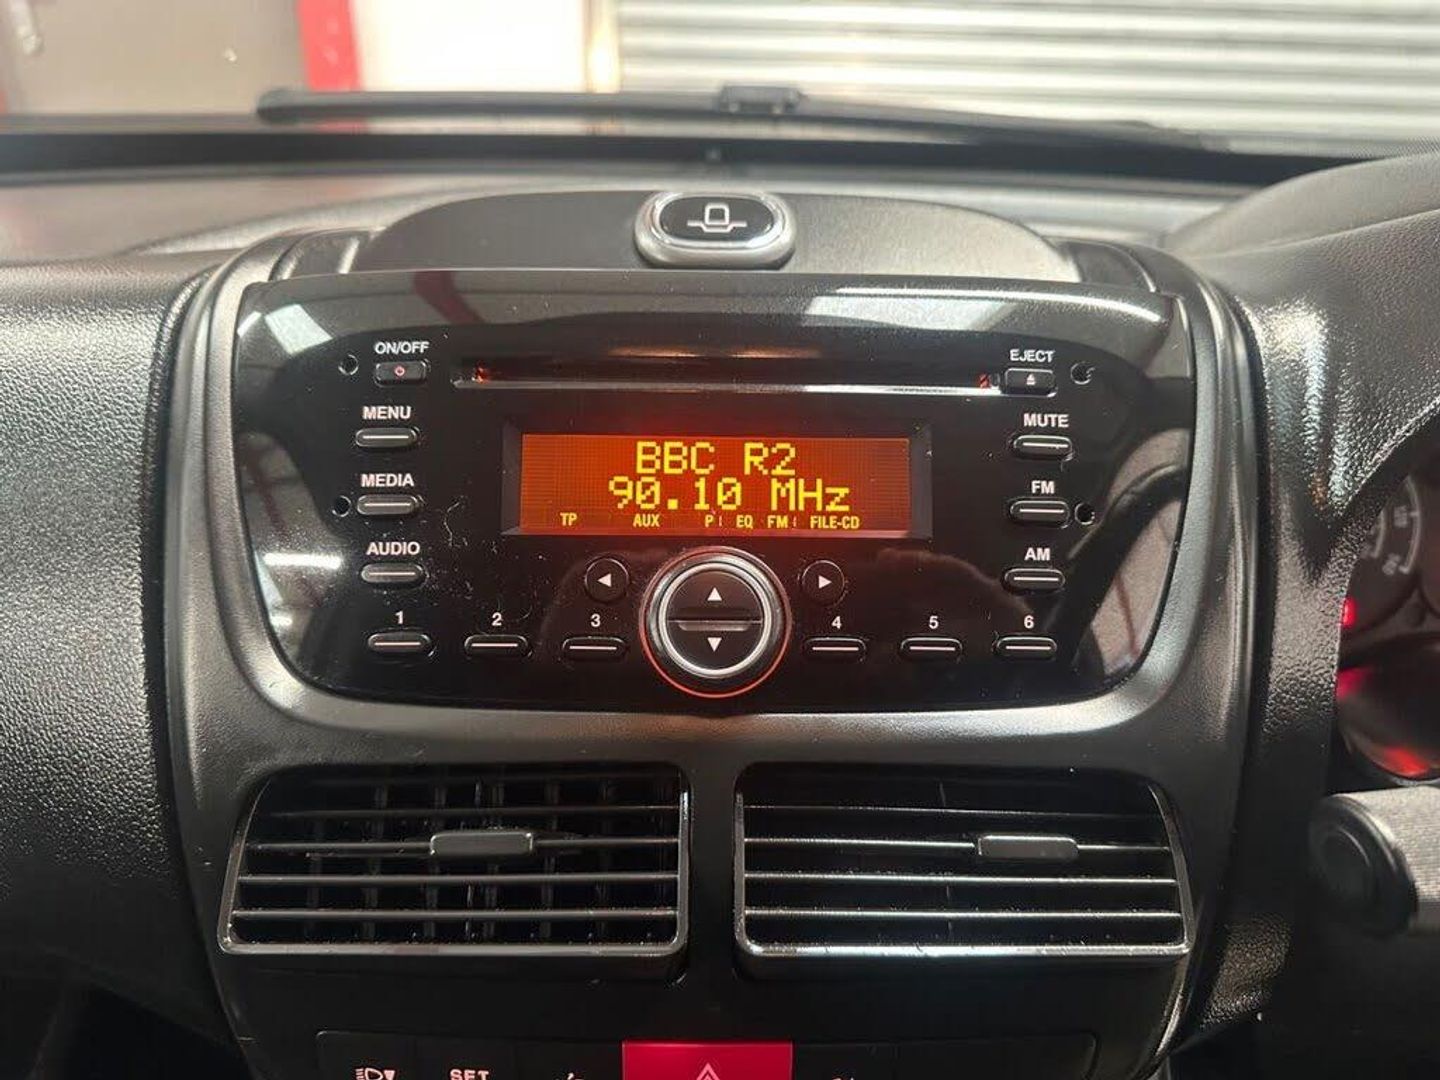 ON/OFF
EJECT
MENU
MUTE
BBC R2
MEDIA
FM
90.10 MHz
TP AUX EQ FM FILE-CD
AUDIO
AM
1 2 3 4 5 6
SET